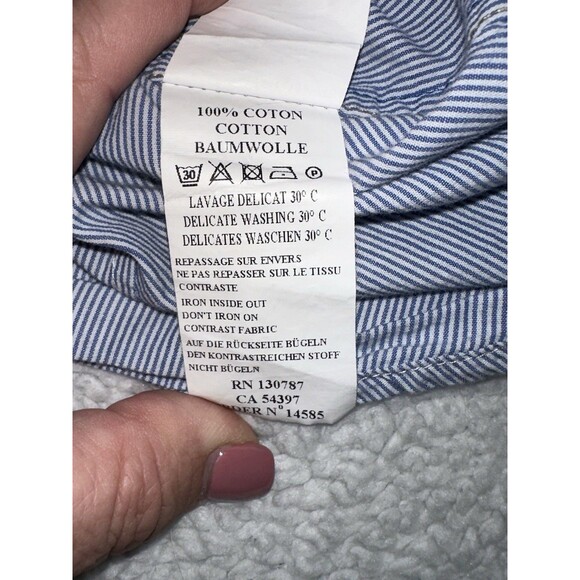 100% COTON
COTTON
BAUMWOLLE
30 P
LAVAGE DELICAT 30° C
DELICATE WASHING 30° C
DELICATES WASCHEN 30° C
REPASSAGE SUR ENVERS
NE PAS REPASSER SUR LE TISSU
CONTRASTE
IRON INSIDE OUT
DON'T IRON ON
CONTRAST FABRIC
AUF DIE RÜCKSEITE BÜGELN
DEN KONTRASTREICHEN STOFF
NICHT BÜGELN
RN 130787
CA 54397
N° 14585